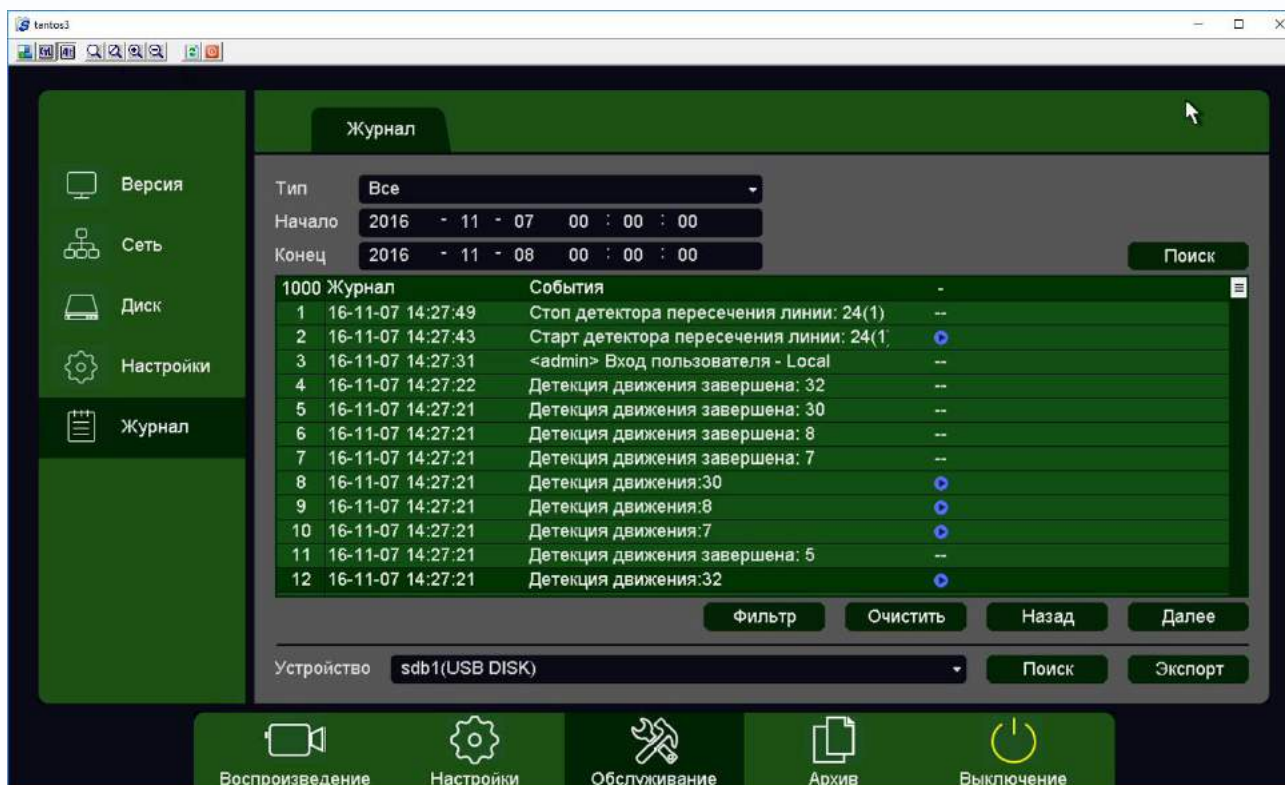 tantos3
Журнал
Версия
Сеть
Диск
Настройки
Журнал
Тип Все
Начало 2016 - 11 - 07 00 : 00 : 00
Конец 2016 - 11 - 08 00 : 00 : 00
Поиск
1000 Журнал События -
1 16-11-07 14:27:49 Стоп детектора пересечения линии: 24(1) --
2 16-11-07 14:27:43 Старт детектора пересечения линии: 24(1
3 16-11-07 14:27:31 <admin> Вход пользователя - Local --
4 16-11-07 14:27:22 Детекция движения завершена: 32 --
5 16-11-07 14:27:21 Детекция движения завершена: 30 --
6 16-11-07 14:27:21 Детекция движения завершена: 8 --
7 16-11-07 14:27:21 Детекция движения завершена: 7 --
8 16-11-07 14:27:21 Детекция движения:30
9 16-11-07 14:27:21 Детекция движения:8
10 16-11-07 14:27:21 Детекция движения:7
11 16-11-07 14:27:21 Детекция движения завершена: 5 --
12 16-11-07 14:27:21 Детекция движения:32
Фильтр Очистить Назад Далее
Устройство sdb1(USB DISK) Поиск Экспорт
Воспроизведение Настройки Обслуживание Архив Выключение